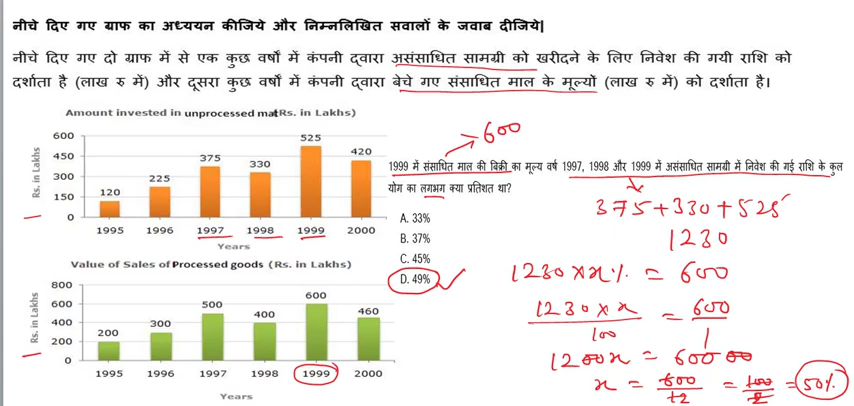 नीचे दिए गए ग्राफ का अध्ययन कीजिये और निम्नलिखित सवालों के जवाब दीजिये|
नीचे दिए गए दो ग्राफ में से एक कुछ वर्षों में कंपनी द्वारा असंसाधित सामग्री को खरीदने के लिए निवेश की गयी राशि को
दर्शाता है (लाख रु में) और दूसरा कुछ वर्षों में कंपनी द्वारा बेचे गए संसाधित माल के मूल्यों (लाख रु में) को दर्शाता है।
Amount invested in unprocessed mat(Rs. in Lakhs)
Rs. in Lakhs
600
450
300
150
0
120
225
375
330
525
420
1995 1996 1997 1998 1999 2000
Years
Value of Sales of Processed goods (Rs. in Lakhs)
Rs. in Lakhs
800
600
400
200
0
200
300
500
400
600
460
1995 1996 1997 1998 1999 2000
Years
600
1999 में संसाधित माल की बिक्री का मूल्य वर्ष 1997, 1998 और 1999 में असंसाधित सामग्री में निवेश की गई राशि के कुल
योग का लगभग क्या प्रतिशत था?
A. 33%
B. 37%
C. 45%
D. 49%
375+330+525
1230
1230 × x% = 600
1230 × x / 100 = 600 / 1
1200x = 60000
x = 600 / 12 = 100 / 2 = 50%